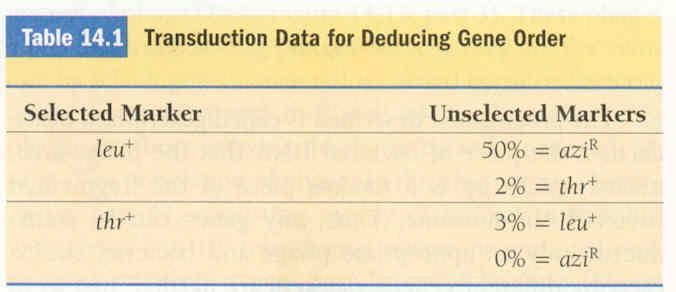 Table 14.1 Transduction Data for Deducing Gene Order
Selected Marker Unselected Markers
leu⁺ 50% = aziᴿ
2% = thr⁺
thr⁺ 3% = leu⁺
0% = aziᴿ